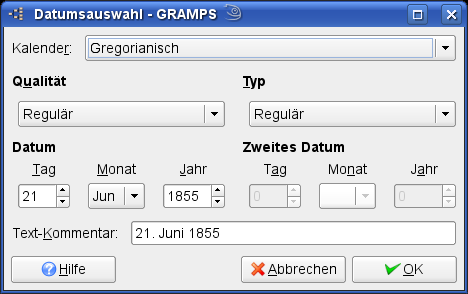 Datumsauswahl - GRAMPS
Kalender: Gregorianisch
Qualität Typ
Regulär Regulär
Datum Zweites Datum
Tag Monat Jahr Tag Monat Jahr
21 Jun 1855 0 0
Text-Kommentar: 21. Juni 1855
Hilfe Abbrechen OK